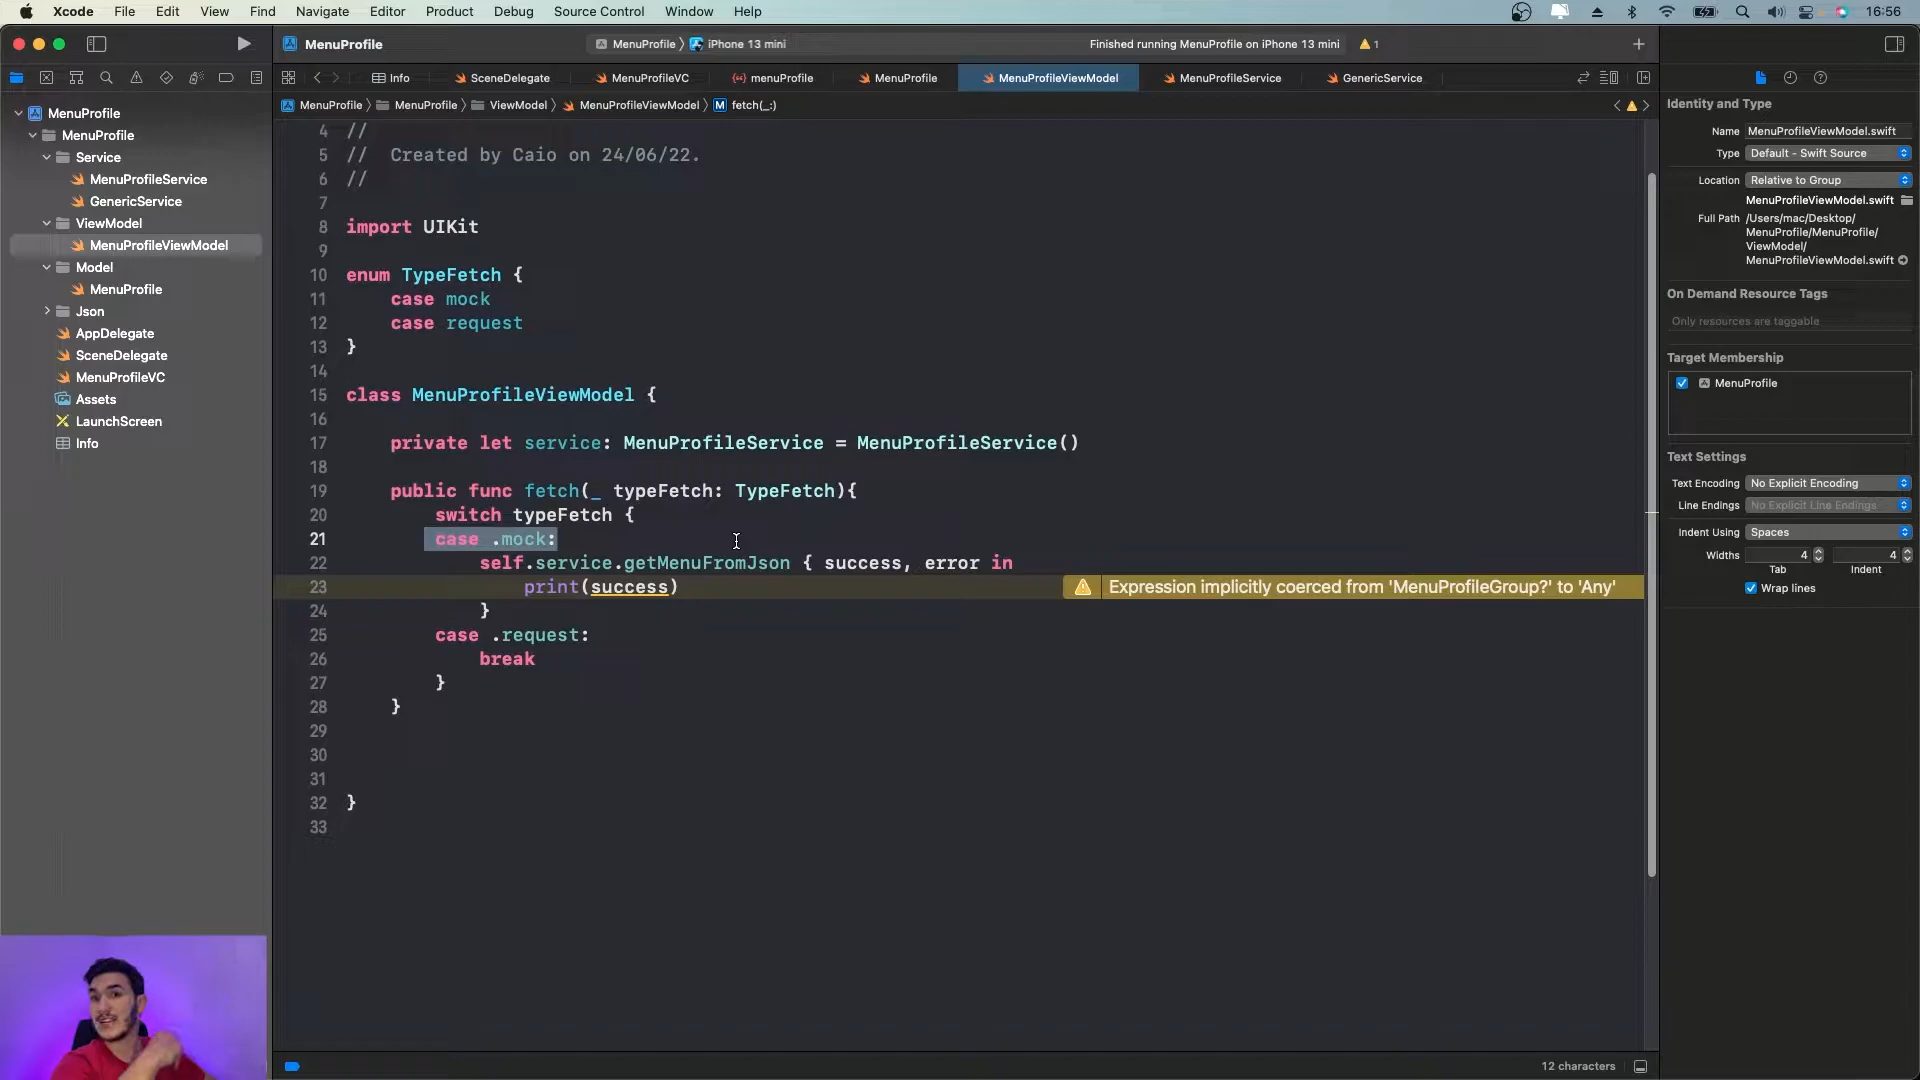 Xcode File Edit View Find Navigate Editor Product Debug Source Control Window Help 16:56
MenuProfile MenuProfile iPhone 13 mini Finished running MenuProfile on iPhone 13 mini 1
Info SceneDelegate MenuProfileVC menuProfile MenuProfile MenuProfileViewModel MenuProfileService GenericService
MenuProfile MenuProfile ViewModel MenuProfileViewModel M fetch(_:)
MenuProfile
MenuProfile
Service
MenuProfileService
GenericService
ViewModel
MenuProfileViewModel
Model
MenuProfile
Json
AppDelegate
SceneDelegate
MenuProfileVC
Assets
LaunchScreen
Info
4 //
5 //  Created by Caio on 24/06/22.
6 //
7
8 import UIKit
9
10 enum TypeFetch {
11     case mock
12     case request
13 }
14
15 class MenuProfileViewModel {
16
17     private let service: MenuProfileService = MenuProfileService()
18
19     public func fetch(_ typeFetch: TypeFetch){
20         switch typeFetch {
21         case .mock:
22             self.service.getMenuFromJson { success, error in
23                 print(success) Expression implicitly coerced from 'MenuProfileGroup?' to 'Any'
24             }
25         case .request:
26             break
27         }
28     }
29
30
31
32 }
33
12 characters
Identity and Type
Name MenuProfileViewModel.swift
Type Default - Swift Source
Location Relative to Group
MenuProfileViewModel.swift
Full Path /Users/mac/Desktop/
MenuProfile/MenuProfile/
ViewModel/
MenuProfileViewModel.swift
On Demand Resource Tags
Only resources are taggable
Target Membership
MenuProfile
Text Settings
Text Encoding No Explicit Encoding
Line Endings No Explicit Line Endings
Indent Using Spaces
Widths 4 4
Tab Indent
Wrap lines